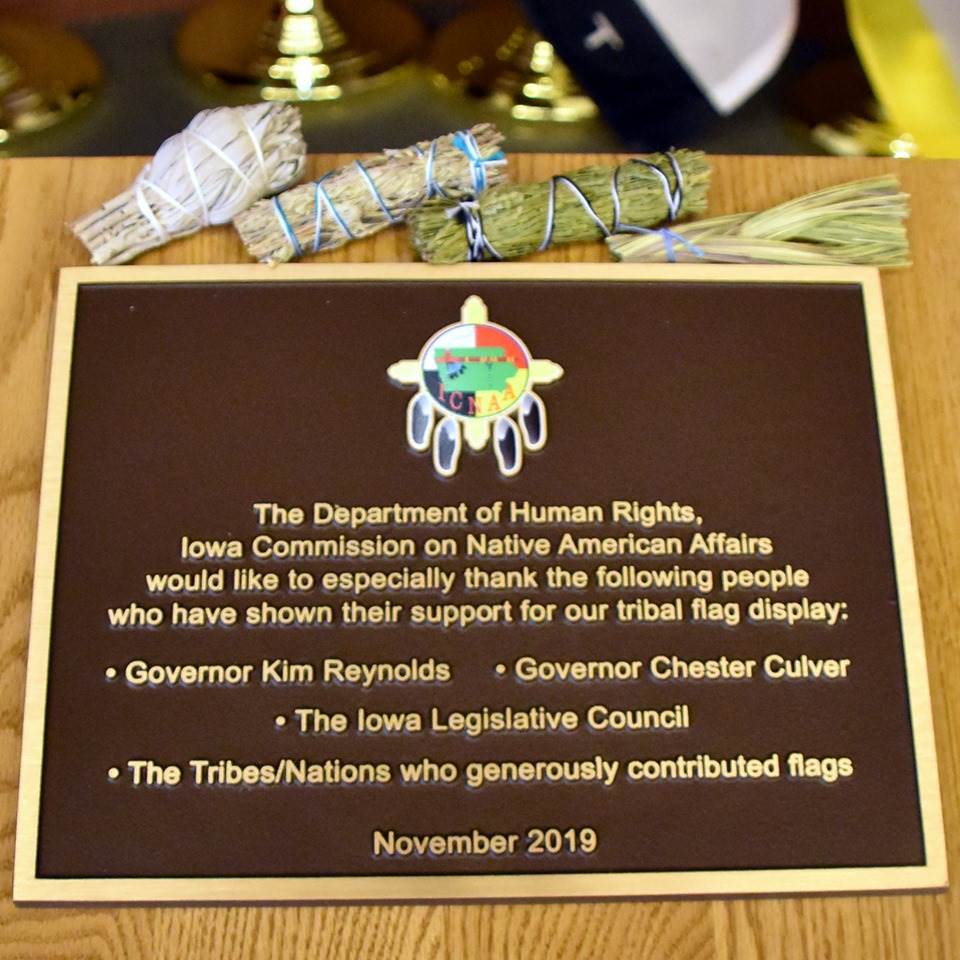 ICNAA
The Department of Human Rights,
Iowa Commission on Native American Affairs
would like to especially thank the following people
who have shown their support for our tribal flag display:
• Governor Kim Reynolds • Governor Chester Culver
• The Iowa Legislative Council
• The Tribes/Nations who generously contributed flags
November 2019